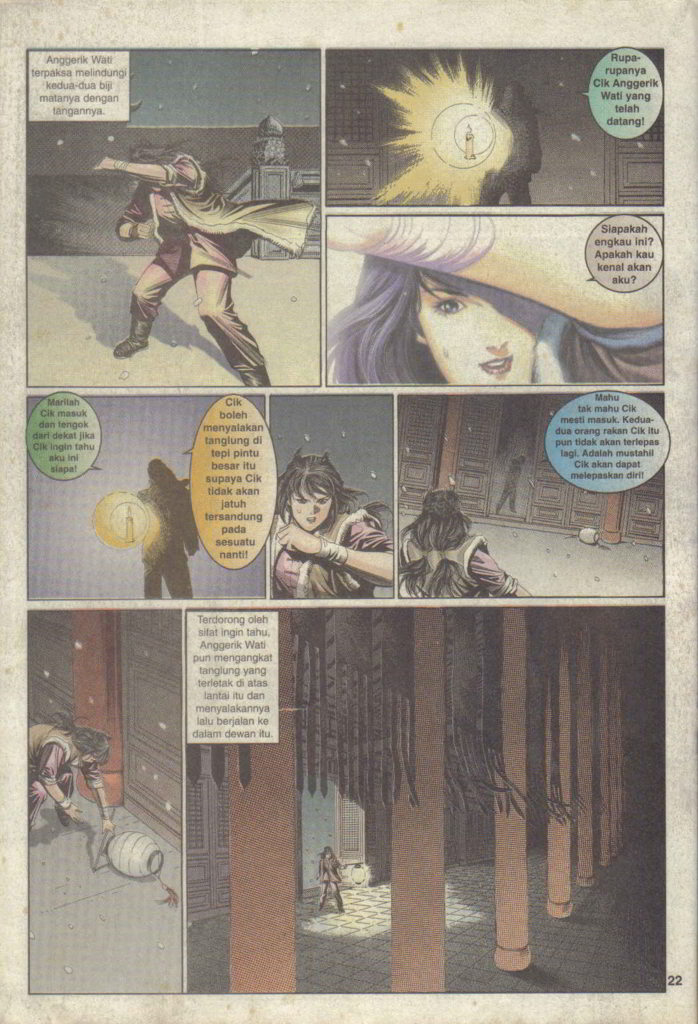 Anggerik Wati
terpaksa melindungi
kedua-dua biji
matanya dengan
tangannya.
Rupa-
rupanya
Cik Anggerik
Wati yang
telah
datang!
Siapakah
engkau ini?
Apakah kau
kenal akan
aku?
Marilah
Cik masuk
dan tengok
dari dekat jika
Cik ingin tahu
aku ini
siapa!
Cik
boleh
menyalakan
tanglung di
tepi pintu
besar itu
supaya Cik
tidak akan
jatuh
tersandung
pada
sesuatu
nanti!
Mahu
tak mahu Cik
mesti masuk. Kedua-
dua orang rakan Cik itu
pun tidak akan terlepas
lagi. Adalah mustahil
Cik akan dapat
melepaskan diri!
Terdorong oleh
sifat ingin tahu,
Anggerik Wati
pun mengangkat
tanglung yang
terletak di atas
lantai itu dan
menyalakannya
lalu berjalan ke
dalam dewan itu.
22